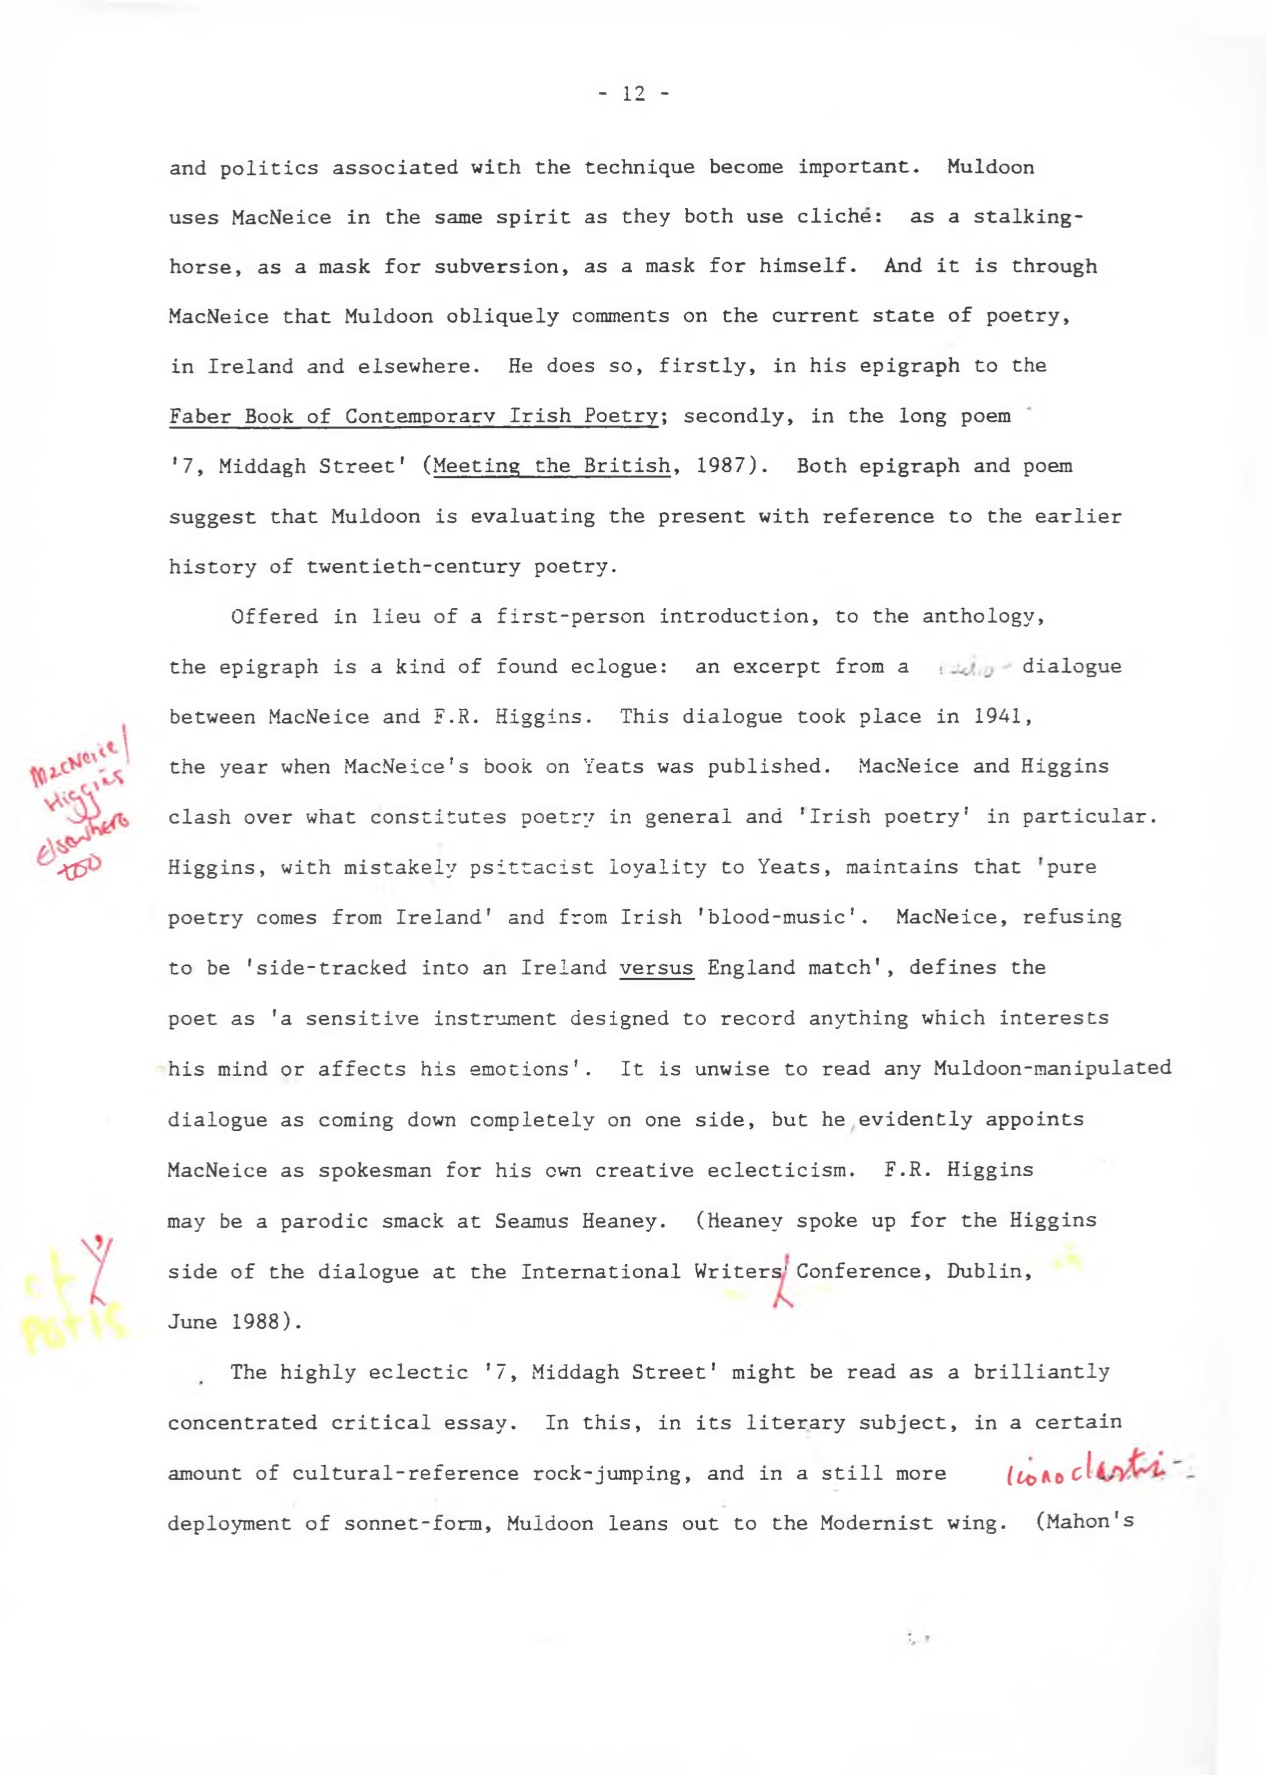 - 12 -
and politics associated with the technique become important. Muldoon
uses MacNeice in the same spirit as they both use cliché: as a stalking-
horse, as a mask for subversion, as a mask for himself. And it is through
MacNeice that Muldoon obliquely comments on the current state of poetry,
in Ireland and elsewhere. He does so, firstly, in his epigraph to the
Faber Book of Contemporary Irish Poetry; secondly, in the long poem
'7, Middagh Street' (Meeting the British, 1987). Both epigraph and poem
suggest that Muldoon is evaluating the present with reference to the earlier
history of twentieth-century poetry.
Offered in lieu of a first-person introduction, to the anthology,
the epigraph is a kind of found eclogue: an excerpt from a dialogue
between MacNeice and F.R. Higgins. This dialogue took place in 1941,
MacNeice/
Higgins
elsewhere
too
the year when MacNeice's book on Yeats was published. MacNeice and Higgins
clash over what constitutes poetry in general and 'Irish poetry' in particular.
Higgins, with mistakely psittacist loyality to Yeats, maintains that 'pure
poetry comes from Ireland' and from Irish 'blood-music'. MacNeice, refusing
to be 'side-tracked into an Ireland versus England match', defines the
poet as 'a sensitive instrument designed to record anything which interests
his mind or affects his emotions'. It is unwise to read any Muldoon-manipulated
dialogue as coming down completely on one side, but he evidently appoints
MacNeice as spokesman for his own creative eclecticism. F.R. Higgins
may be a parodic smack at Seamus Heaney. (Heaney spoke up for the Higgins
side of the dialogue at the International Writers' Conference, Dublin,
June 1988).
The highly eclectic '7, Middagh Street' might be read as a brilliantly
concentrated critical essay. In this, in its literary subject, in a certain
amount of cultural-reference rock-jumping, and in a still more
deployment of sonnet-form, Muldoon leans out to the Modernist wing. (Mahon's